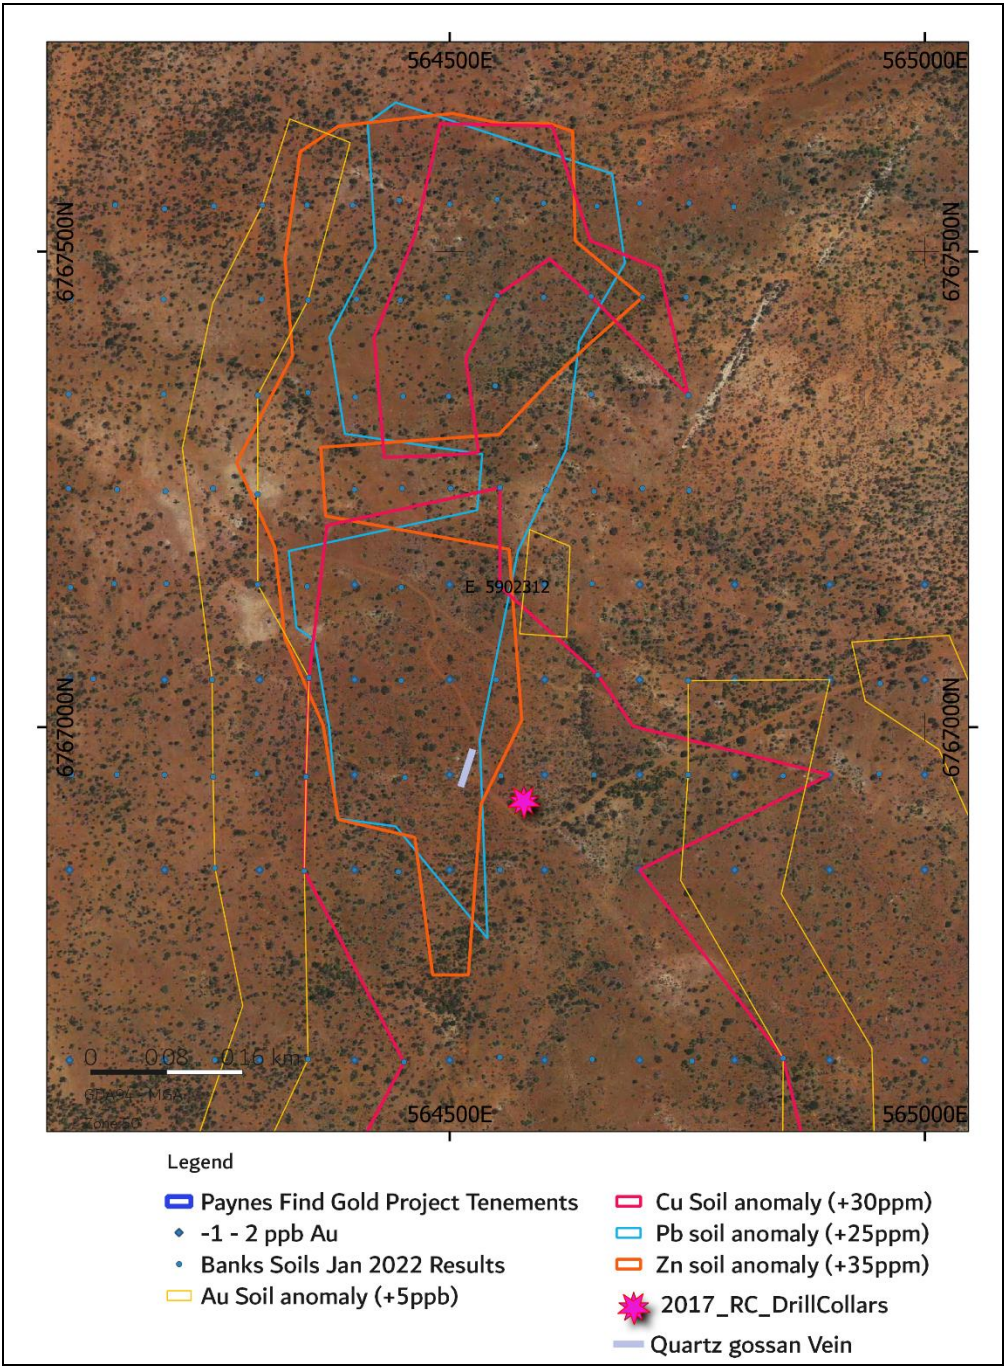 564500E 565000E
6767500N 6767500N
E 5902312
6767000N 6767000N
0 0.08 0.16 km
564500E 565000E
Legend
Paynes Find Gold Project Tenements
-1 - 2 ppb Au
Banks Soils Jan 2022 Results
Au Soil anomaly (+5ppb)
Cu Soil anomaly (+30ppm)
Pb soil anomaly (+25ppm)
Zn soil anomaly (+35ppm)
2017_RC_DrillCollars
Quartz gossan Vein